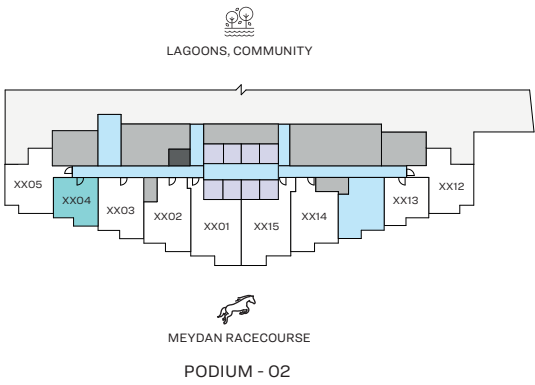 LAGOONS, COMMUNITY
XX05
XX04
XX03
XX02
XX01
XX15
XX14
XX13
XX12
MEYDAN RACECOURSE
PODIUM - 02